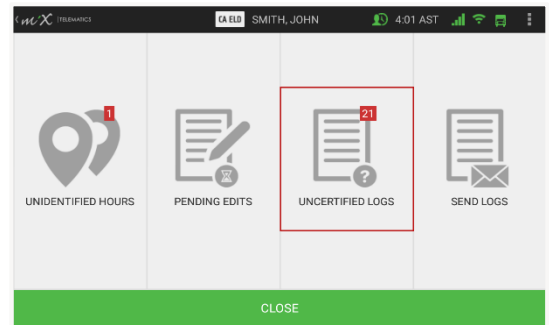 miX TELEMATICS
CA ELD SMITH, JOHN
4:01 AST
1
21
?
UNIDENTIFIED HOURS
PENDING EDITS
UNCERTIFIED LOGS
SEND LOGS
CLOSE